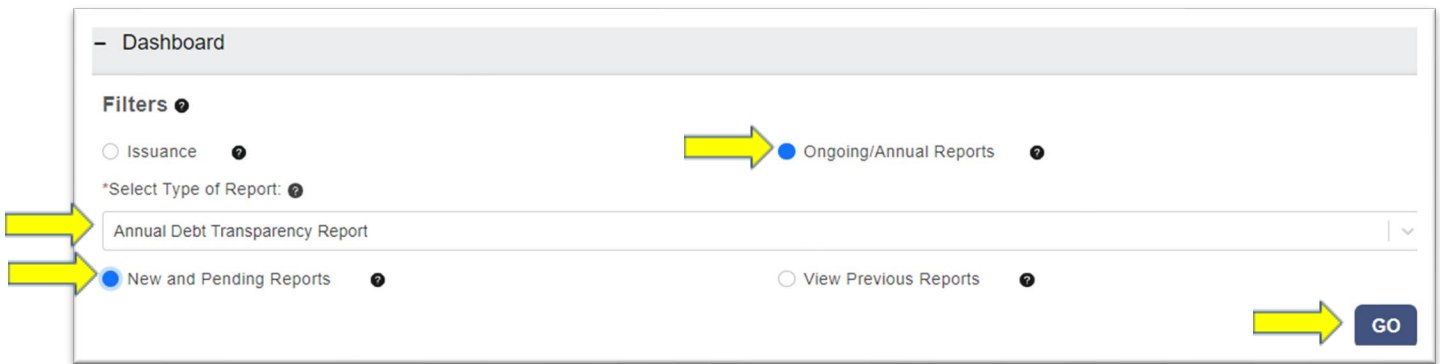 – Dashboard
Filters ?
Issuance ? Ongoing/Annual Reports ?
*Select Type of Report: ?
Annual Debt Transparency Report
New and Pending Reports ? View Previous Reports ?
GO